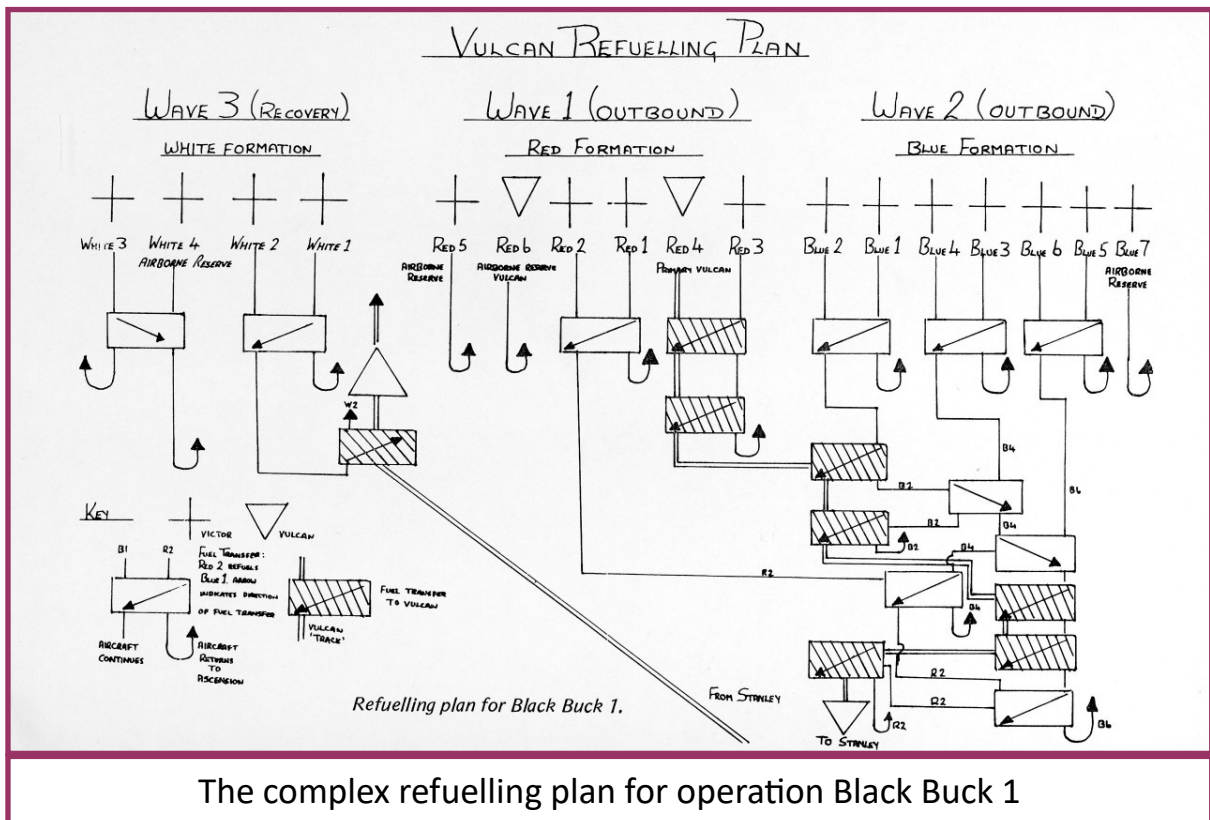 VULCAN REFUELLING PLAN
WAVE 3 (RECOVERY)
WHITE FORMATION
WHITE 3
WHITE 4
AIRBORNE RESERVE
WHITE 2
WHITE 1
W2
WAVE 1 (OUTBOUND)
RED FORMATION
RED 5
AIRBORNE
RESERVE
RED 6
AIRBORNE RESERVE
VULCAN
RED 2
RED 1
RED 4
PRIMARY VULCAN
RED 3
WAVE 2 (OUTBOUND)
BLUE FORMATION
BLUE 2
BLUE 1
BLUE 4
BLUE 3
BLUE 6
BLUE 5
BLUE 7
AIRBORNE
RESERVE
B4
B2
B6
B2
B4
B2
B4
R2
B4
R2
R2
R2
B6
FROM STANLEY
TO STANLEY
KEY
VICTOR
VULCAN
B1
R2
FUEL TRANSFER:
RED 2 REFUELS
BLUE 1. ARROW
INDICATES DIRECTION
OF FUEL TRANSFER
AIRCRAFT
CONTINUES
AIRCRAFT
RETURNS
TO
ASCENSION
FUEL TRANSFER
TO VULCAN
VULCAN
'TRACK'
Refuelling plan for Black Buck 1.
The complex refuelling plan for operation Black Buck 1